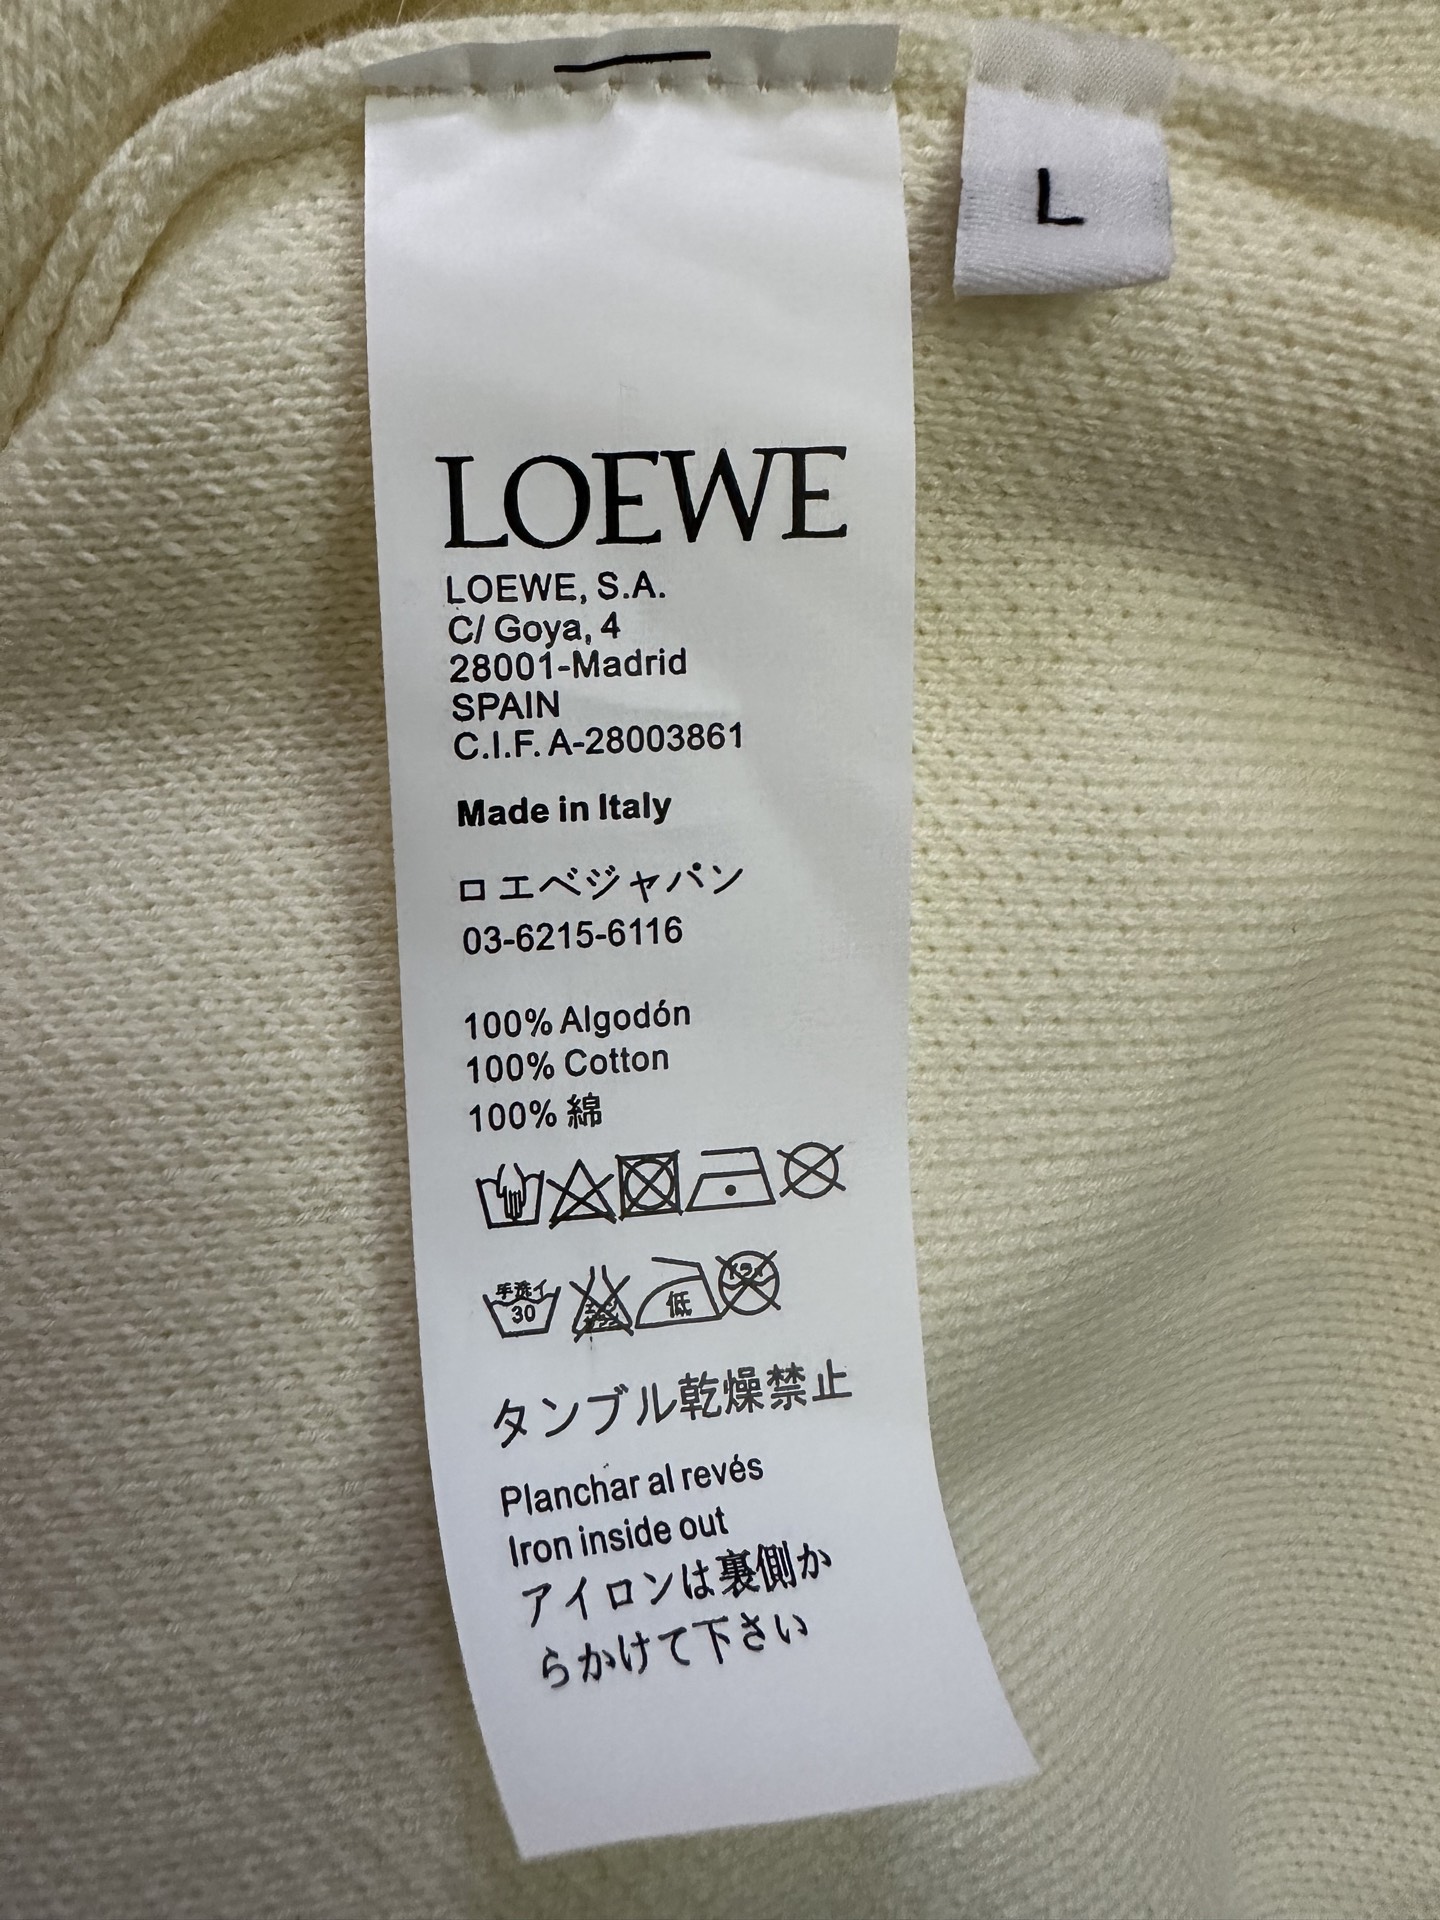 L
LOEWE
LOEWE, S.A.
C/ Goya, 4
28001-Madrid
SPAIN
C.I.F. A-28003861
Made in Italy
ロエベジャパン
03-6215-6116
100% Algodón
100% Cotton
100% 綿
手洗イ
30
低
タンブル乾燥禁止
Planchar al revés
Iron inside out
アイロンは裏側か
らかけて下さい